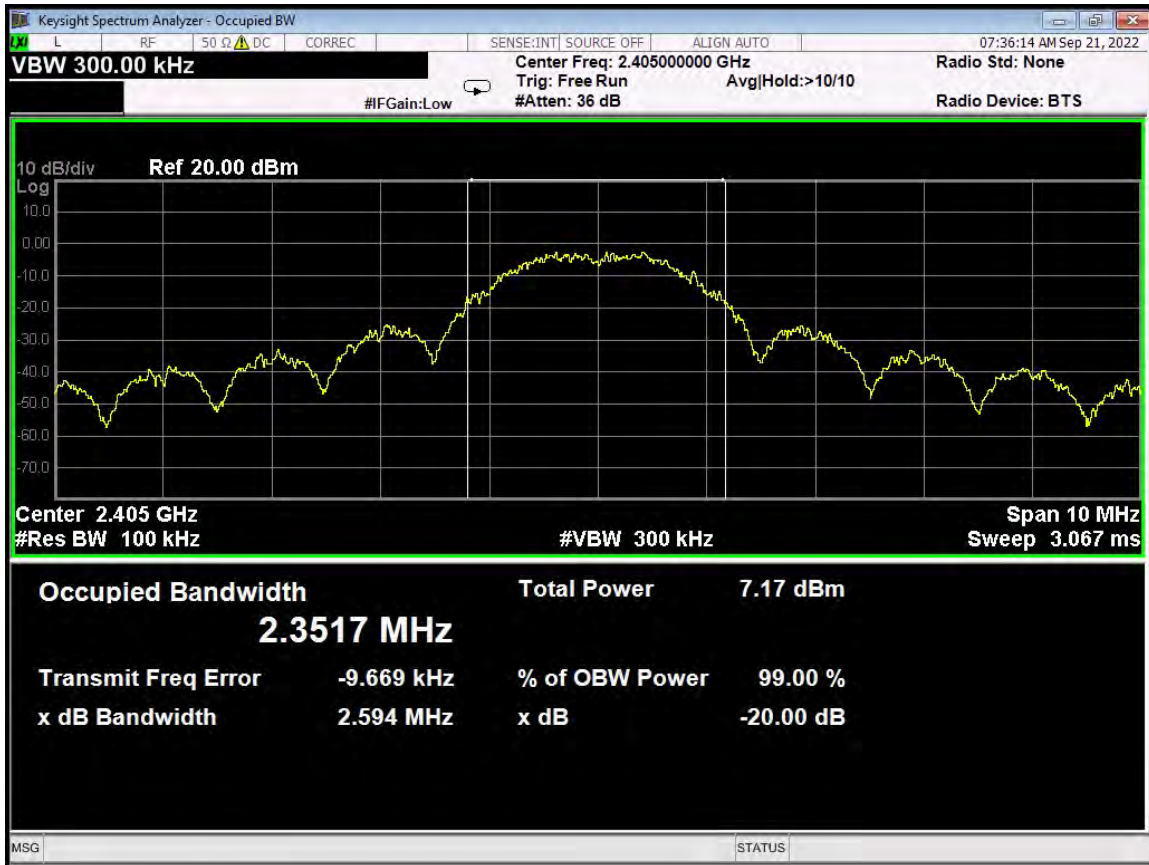 Keysight Spectrum Analyzer - Occupied BW
LXI L RF 50 Ω DC CORREC SENSE:INT SOURCE OFF ALIGN AUTO 07:36:14 AM Sep 21, 2022
VBW 300.00 kHz
Center Freq: 2.405000000 GHz Radio Std: None
Trig: Free Run Avg|Hold:>10/10
#IFGain:Low #Atten: 36 dB Radio Device: BTS
10 dB/div Ref 20.00 dBm
Log
10.0
0.00
-10.0
-20.0
-30.0
-40.0
-50.0
-60.0
-70.0
Center 2.405 GHz Span 10 MHz
#Res BW 100 kHz #VBW 300 kHz Sweep 3.067 ms
Occupied Bandwidth Total Power 7.17 dBm
2.3517 MHz
Transmit Freq Error -9.669 kHz % of OBW Power 99.00 %
x dB Bandwidth 2.594 MHz x dB -20.00 dB
MSG STATUS